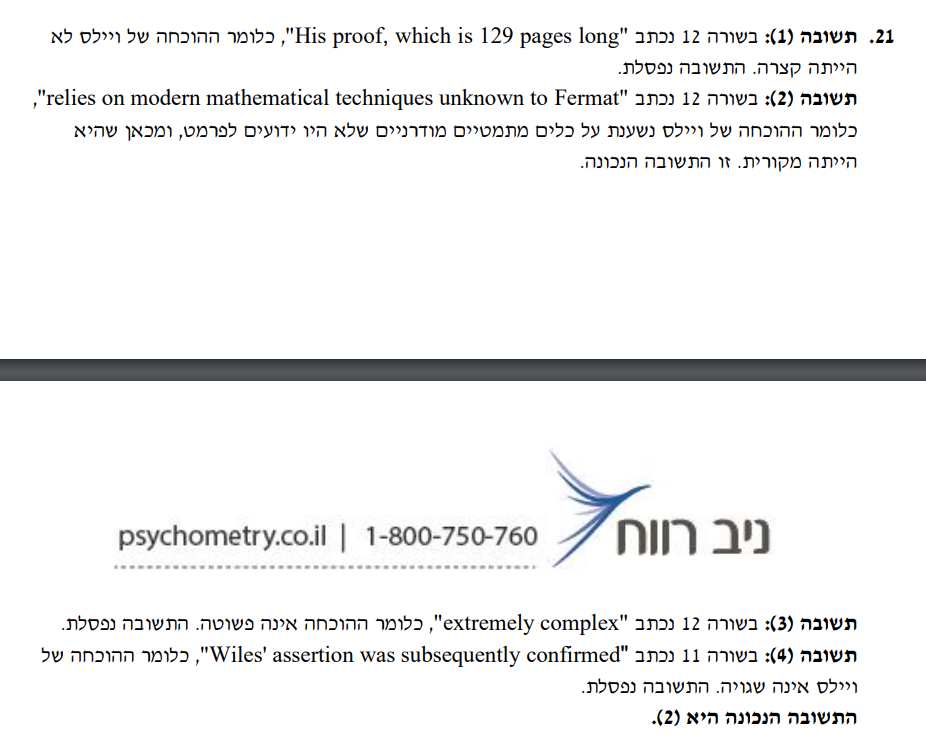 21. תשובה (1): בשורה 12 נכתב "His proof, which is 129 pages long", כלומר ההוכחה של ויילס לא
הייתה קצרה. התשובה נפסלת.
תשובה (2): בשורה 12 נכתב "relies on modern mathematical techniques unknown to Fermat",
כלומר ההוכחה של ויילס נשענת על כלים מתמטיים מודרניים שלא היו ידועים לפרמט, ומכאן שהיא
הייתה מקורית. זו התשובה הנכונה.
ניב רווח
psychometry.co.il | 1-800-750-760
תשובה (3): בשורה 12 נכתב "extremely complex", כלומר ההוכחה אינה פשוטה. התשובה נפסלת.
תשובה (4): בשורה 11 נכתב "Wiles' assertion was subsequently confirmed", כלומר ההוכחה של
ויילס אינה שגויה. התשובה נפסלת.
התשובה הנכונה היא (2).